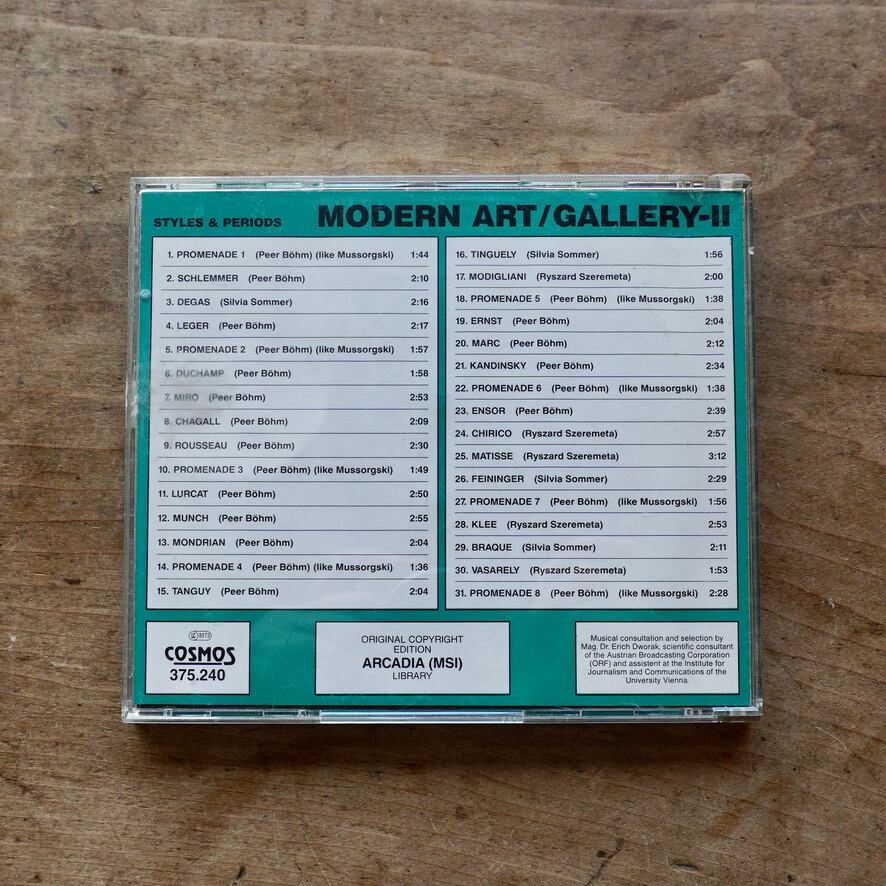 STYLES & PERIODS MODERN ART/GALLERY-II
1. PROMENADE 1 (Peer Böhm) (like Mussorgski) 1:44
2. SCHLEMMER (Peer Böhm) 2:10
3. DEGAS (Silvia Sommer) 2:16
4. LEGER (Peer Böhm) 2:17
5. PROMENADE 2 (Peer Böhm) (like Mussorgski) 1:57
6. DUCHAMP (Peer Böhm) 1:58
7. MIRO (Peer Böhm) 2:53
8. CHAGALL (Peer Böhm) 2:09
9. ROUSSEAU (Peer Böhm) 2:30
10. PROMENADE 3 (Peer Böhm) (like Mussorgski) 1:49
11. LURCAT (Peer Böhm) 2:50
12. MUNCH (Peer Böhm) 2:55
13. MONDRIAN (Peer Böhm) 2:04
14. PROMENADE 4 (Peer Böhm) (like Mussorgski) 1:36
15. TANGUY (Peer Böhm) 2:04
16. TINGUELY (Silvia Sommer) 1:56
17. MODIGLIANI (Ryszard Szeremeta) 2:00
18. PROMENADE 5 (Peer Böhm) (like Mussorgski) 1:38
19. ERNST (Peer Böhm) 2:04
20. MARC (Peer Böhm) 2:12
21. KANDINSKY (Peer Böhm) 2:34
22. PROMENADE 6 (Peer Böhm) (like Mussorgski) 1:38
23. ENSOR (Peer Böhm) 2:39
24. CHIRICO (Ryszard Szeremeta) 2:57
25. MATISSE (Ryszard Szeremeta) 3:12
26. FEININGER (Silvia Sommer) 2:29
27. PROMENADE 7 (Peer Böhm) (like Mussorgski) 1:56
28. KLEE (Ryszard Szeremeta) 2:53
29. BRAQUE (Silvia Sommer) 2:11
30. VASARELY (Ryszard Szeremeta) 1:53
31. PROMENADE 8 (Peer Böhm) (like Mussorgski) 2:28
8573
COSMOS
375.240
ORIGINAL COPYRIGHT
EDITION
ARCADIA (MSI)
LIBRARY
Musical consultation and selection by
Mag. Dr. Erich Dworak, scientific consultant
of the Austrian Broadcasting Corporation
(ORF) and assistent at the Institute for
Journalism and Communications of the
University Vienna.